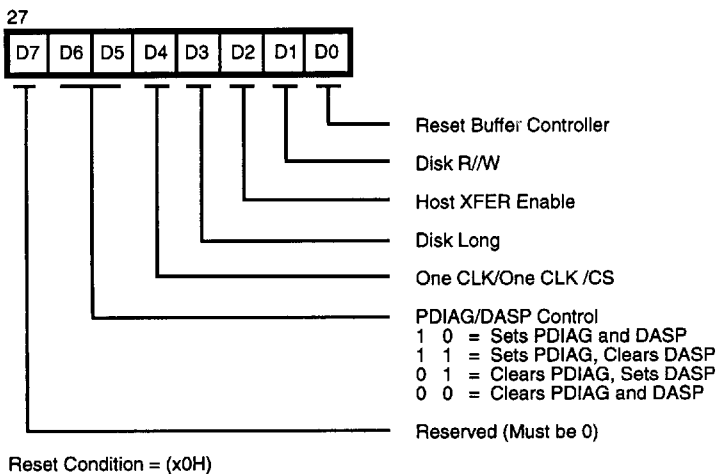 27
D7 D6 D5 D4 D3 D2 D1 D0
Reset Buffer Controller
Disk R//W
Host XFER Enable
Disk Long
One CLK/One CLK /CS
PDIAG/DASP Control
1 0 = Sets PDIAG and DASP
1 1 = Sets PDIAG, Clears DASP
0 1 = Clears PDIAG, Sets DASP
0 0 = Clears PDIAG and DASP
Reserved (Must be 0)
Reset Condition = (x0H)